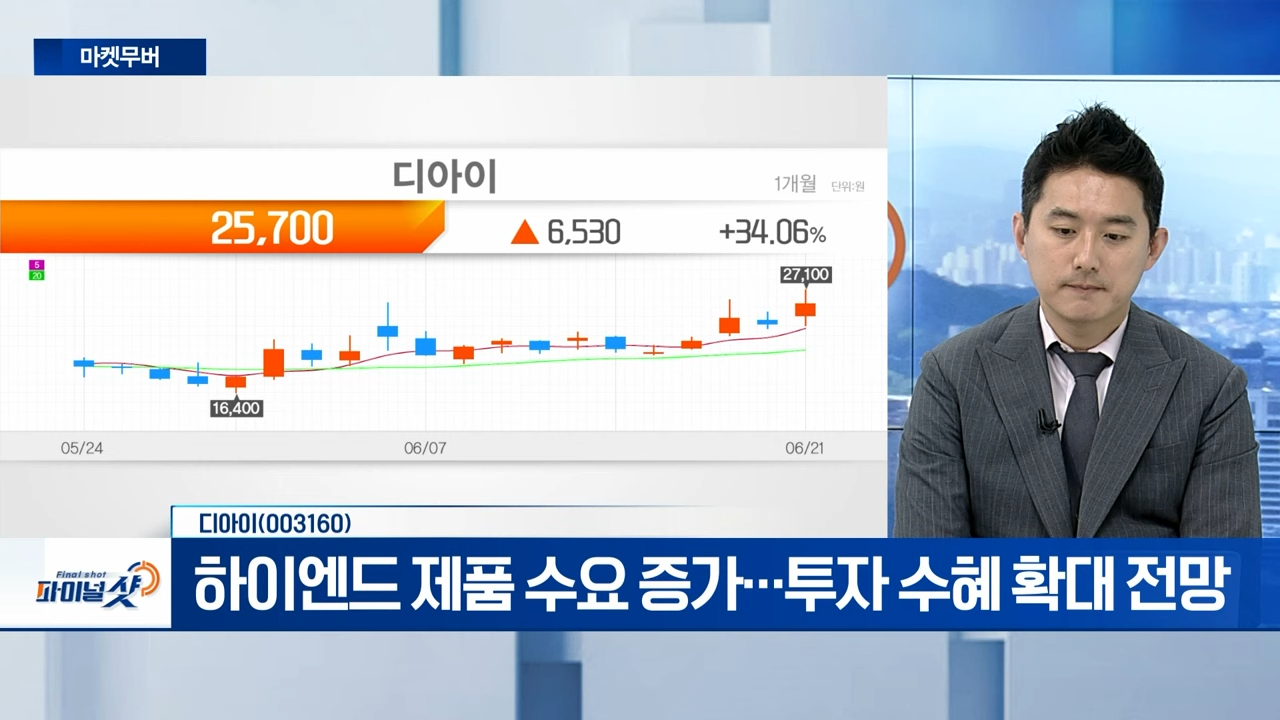 마켓무버
디아이
1개월 단위:원
25,700 ▲ 6,530 +34.06%
5
20
27,100
16,400
05/24 06/07 06/21
디아이(003160)
Final shot
파이널샷
하이엔드 제품 수요 증가…투자 수혜 확대 전망